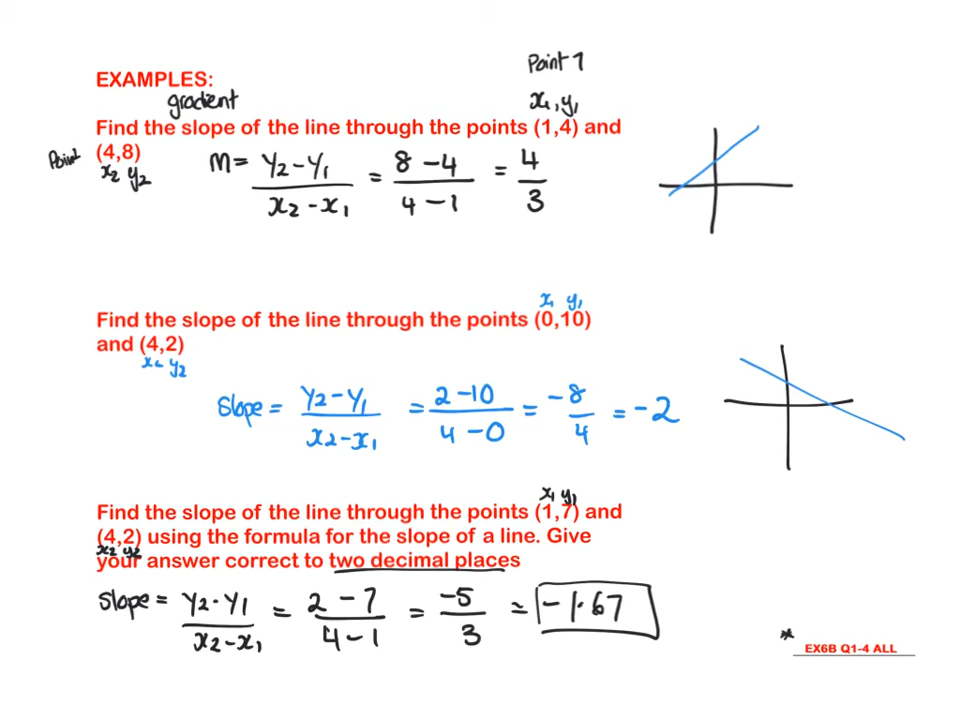 Point 1
EXAMPLES:
gradient
x₁, y₁
Find the slope of the line through the points (1,4) and
Point
(4,8)
x₂ y₂
M = y₂-y₁ / x₂-x₁ = 8-4 / 4-1 = 4/3
x₁ y₁
Find the slope of the line through the points (0,10)
and (4,2)
x₂ y₂
Slope = y₂-y₁ / x₂-x₁ = 2-10 / 4-0 = -8/4 = -2
x₁ y₁
Find the slope of the line through the points (1,7) and
(4,2) using the formula for the slope of a line. Give
x₂ y₂
your answer correct to two decimal places
Slope = y₂-y₁ / x₂-x₁ = 2-7 / 4-1 = -5/3 ≃ -1.67
*
EX6B Q1-4 ALL